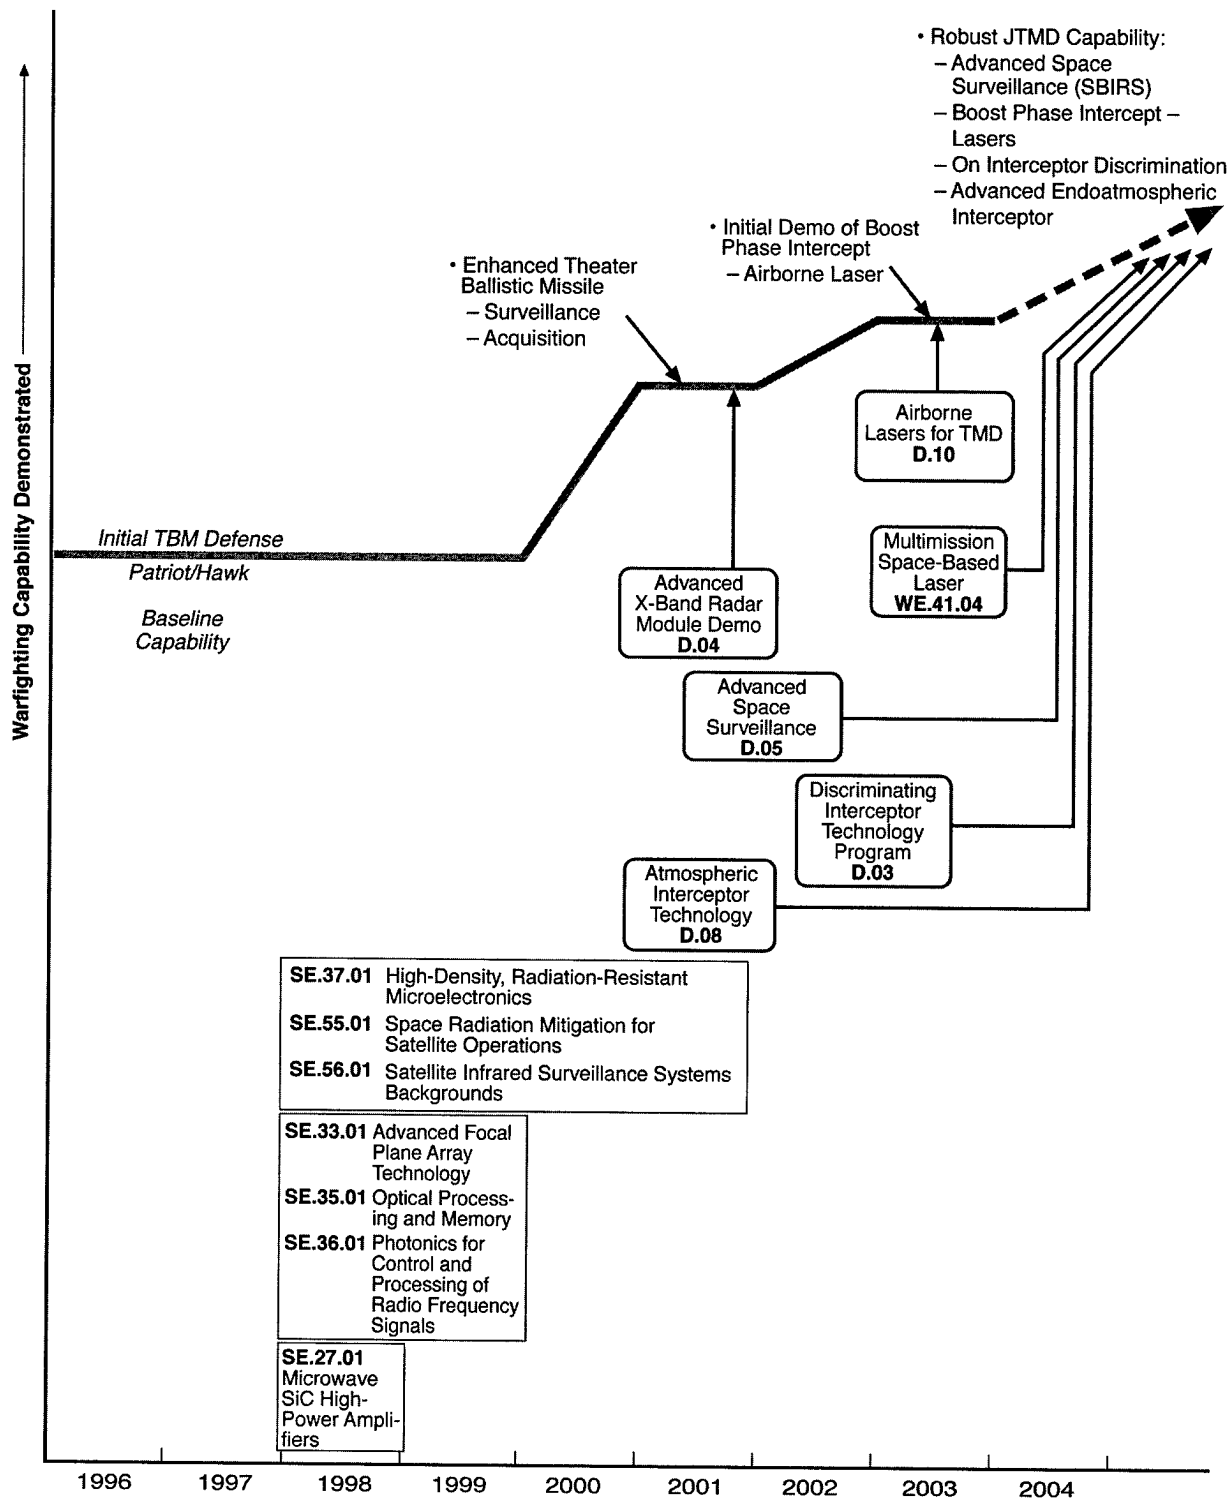 • Robust JTMD Capability:
– Advanced Space
Surveillance (SBIRS)
– Boost Phase Intercept –
Lasers
– On Interceptor Discrimination
– Advanced Endoatmospheric
Interceptor
• Initial Demo of Boost
Phase Intercept
– Airborne Laser
• Enhanced Theater
Ballistic Missile
– Surveillance
– Acquisition
Warfighting Capability Demonstrated
Initial TBM Defense
Patriot/Hawk
Baseline
Capability
Airborne
Lasers for TMD
D.10
Multimission
Space-Based
Laser
WE.41.04
Advanced
X-Band Radar
Module Demo
D.04
Advanced
Space
Surveillance
D.05
Discriminating
Interceptor
Technology
Program
D.03
Atmospheric
Interceptor
Technology
D.08
SE.37.01 High-Density, Radiation-Resistant
Microelectronics
SE.55.01 Space Radiation Mitigation for
Satellite Operations
SE.56.01 Satellite Infrared Surveillance Systems
Backgrounds
SE.33.01 Advanced Focal
Plane Array
Technology
SE.35.01 Optical Process-
ing and Memory
SE.36.01 Photonics for
Control and
Processing of
Radio Frequency
Signals
SE.27.01
Microwave
SiC High-
Power Ampli-
fiers
1996 1997 1998 1999 2000 2001 2002 2003 2004